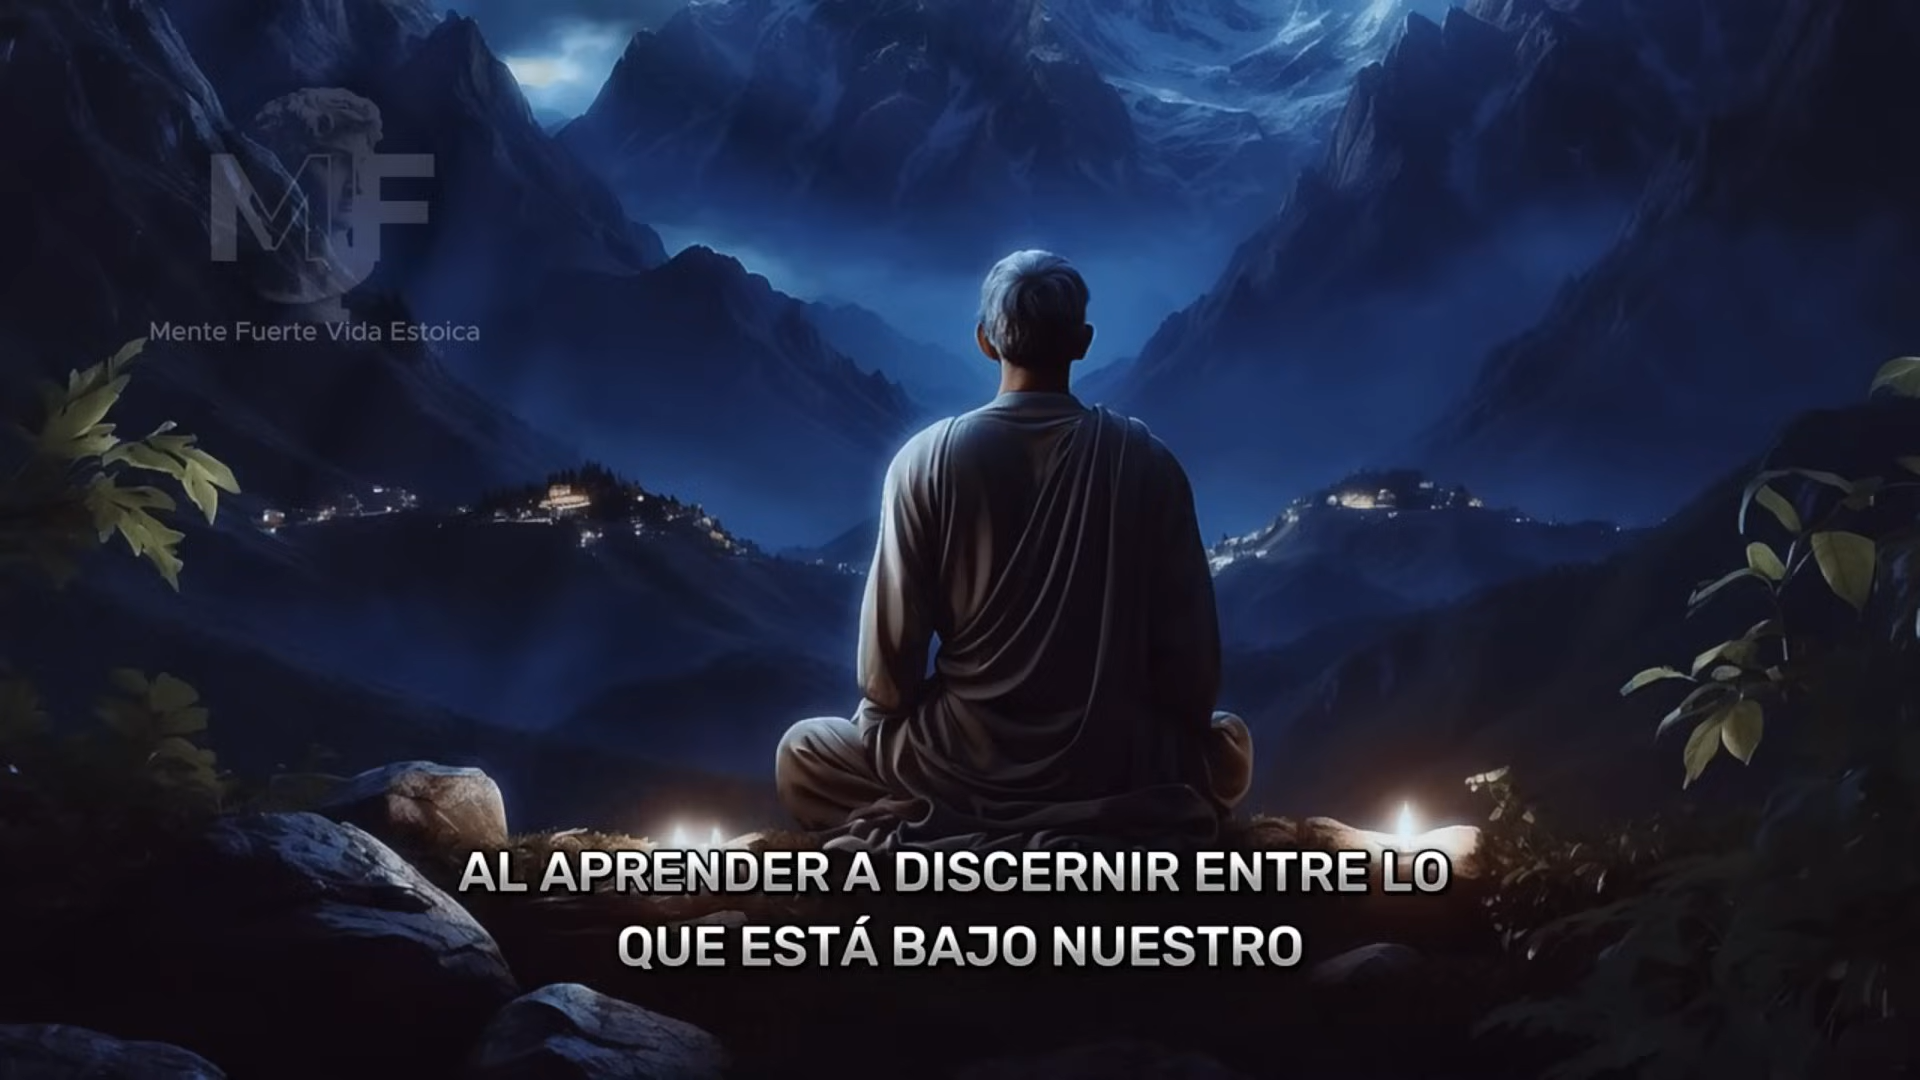 MF
Mente Fuerte Vida Estoica
AL APRENDER A DISCERNIR ENTRE LO
QUE ESTÁ BAJO NUESTRO